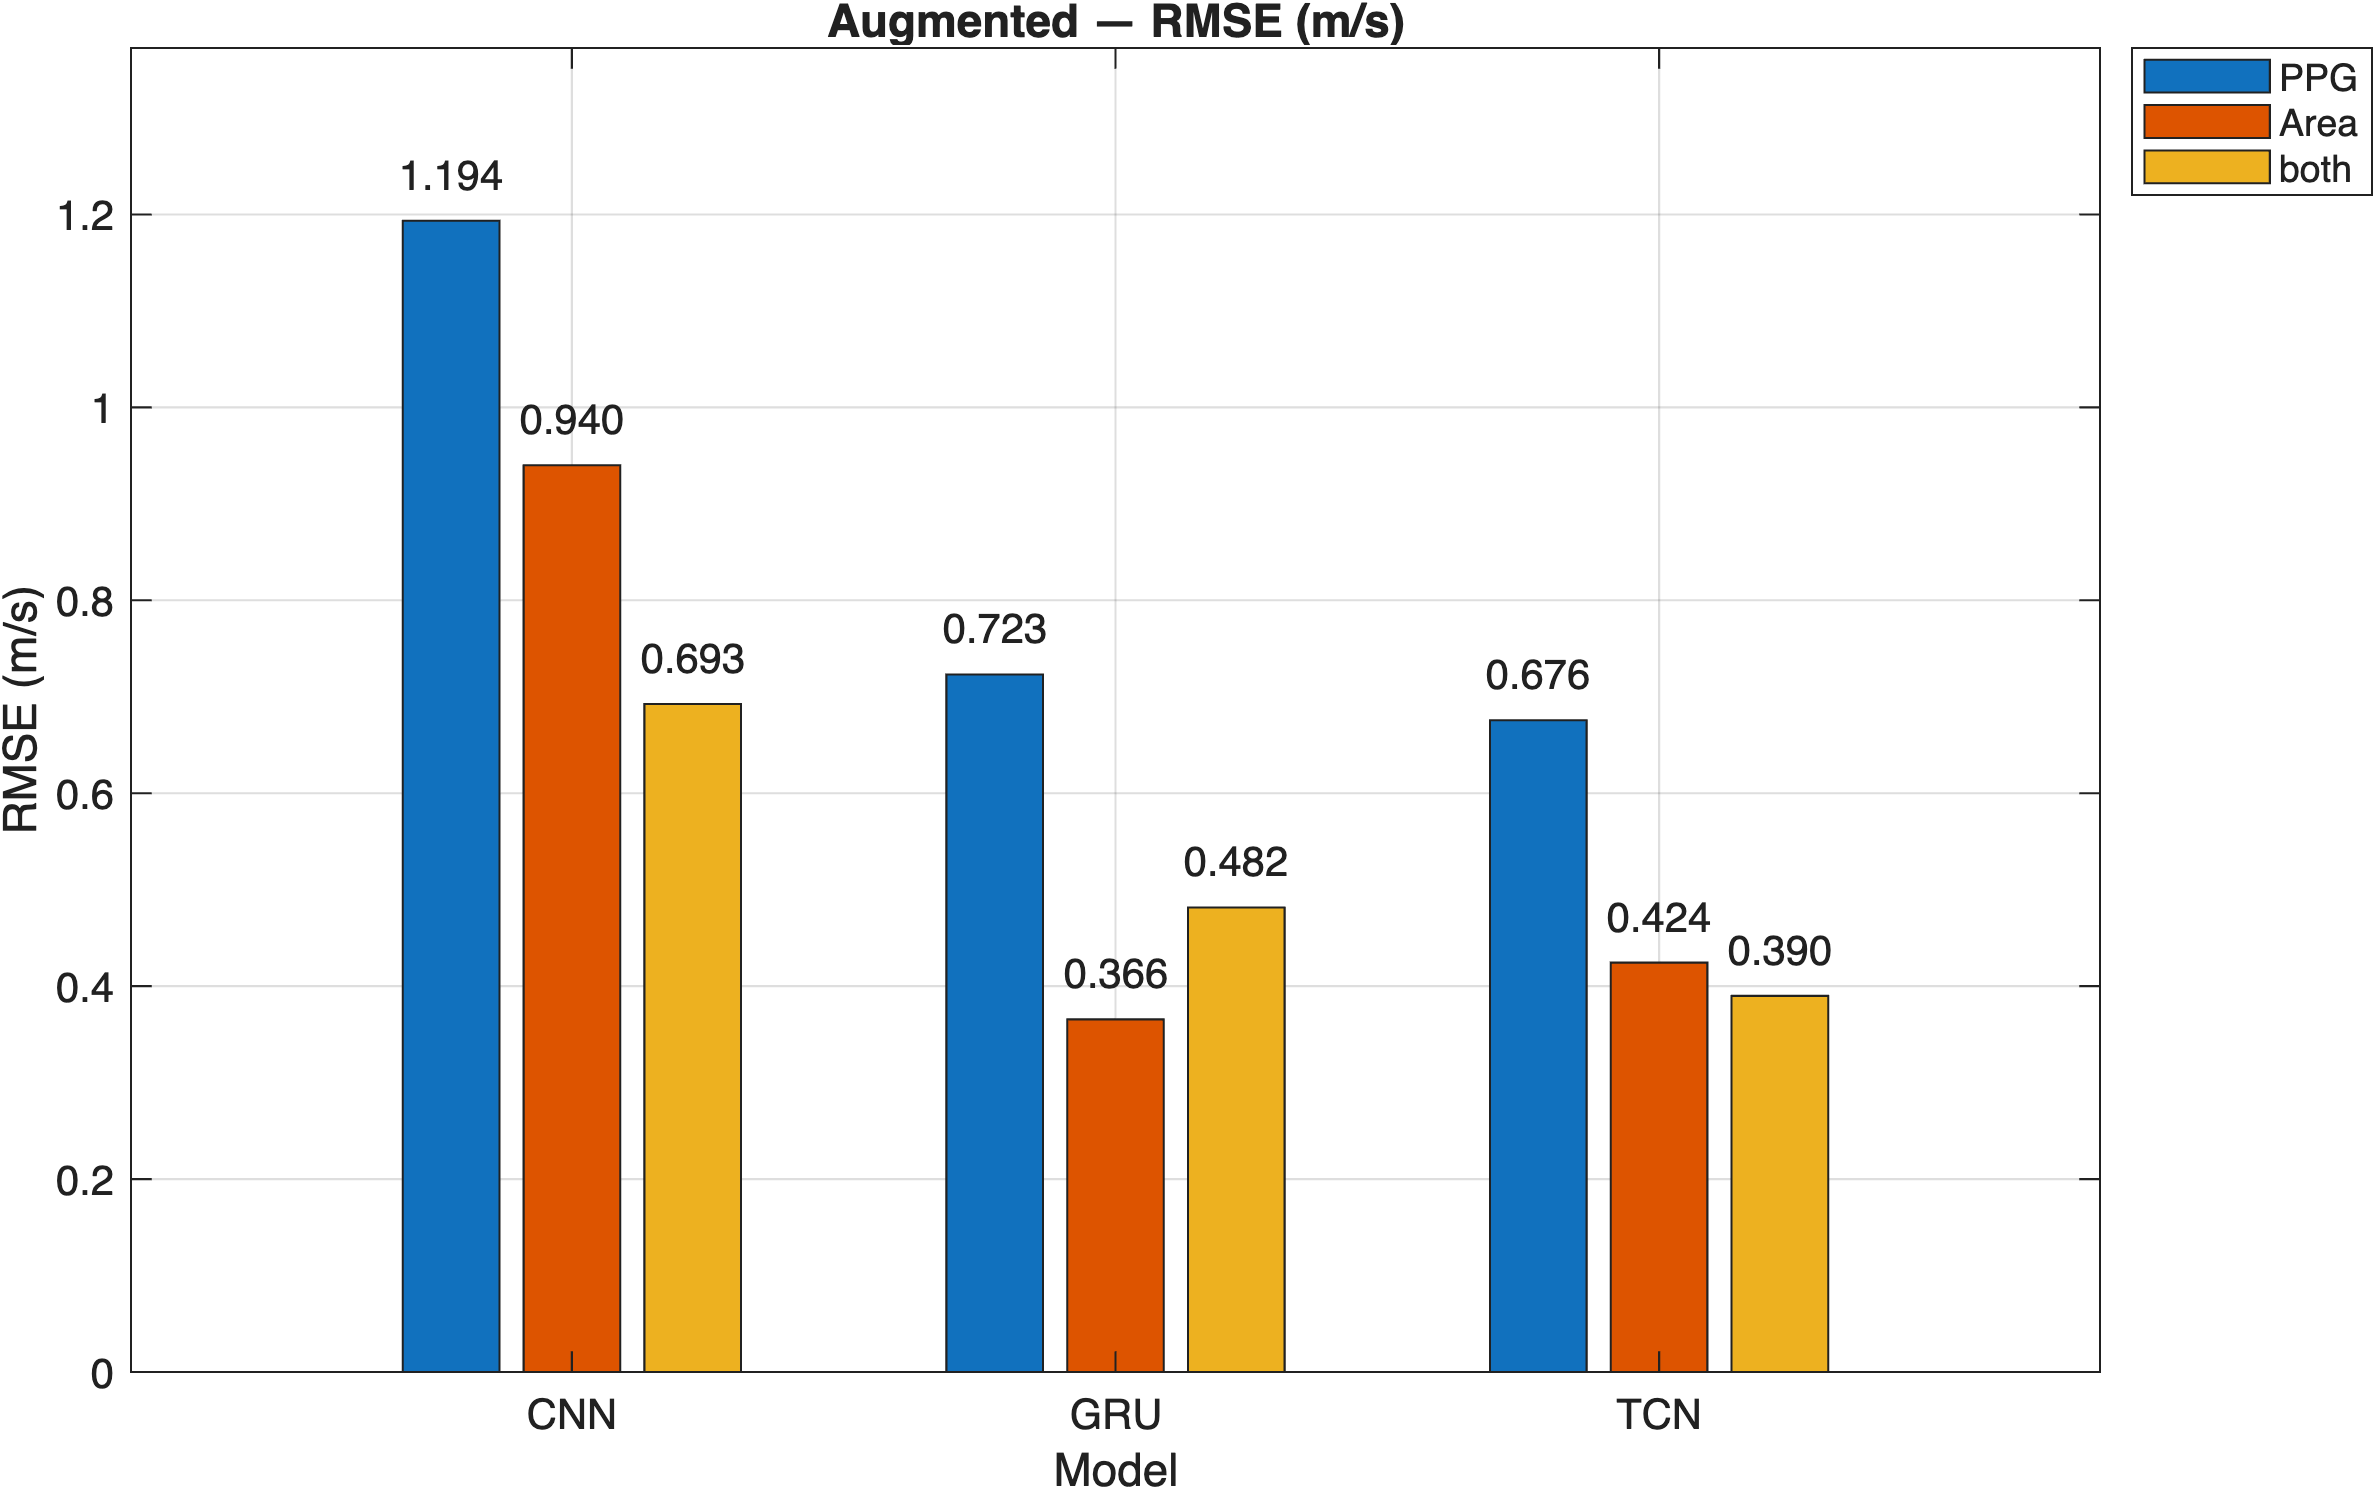 Augmented — RMSE (m/s)
PPG
Area
both
RMSE (m/s)
1.2
1
0.8
0.6
0.4
0.2
0
1.194
0.940
0.693
0.723
0.366
0.482
0.676
0.424
0.390
CNN
GRU
TCN
Model